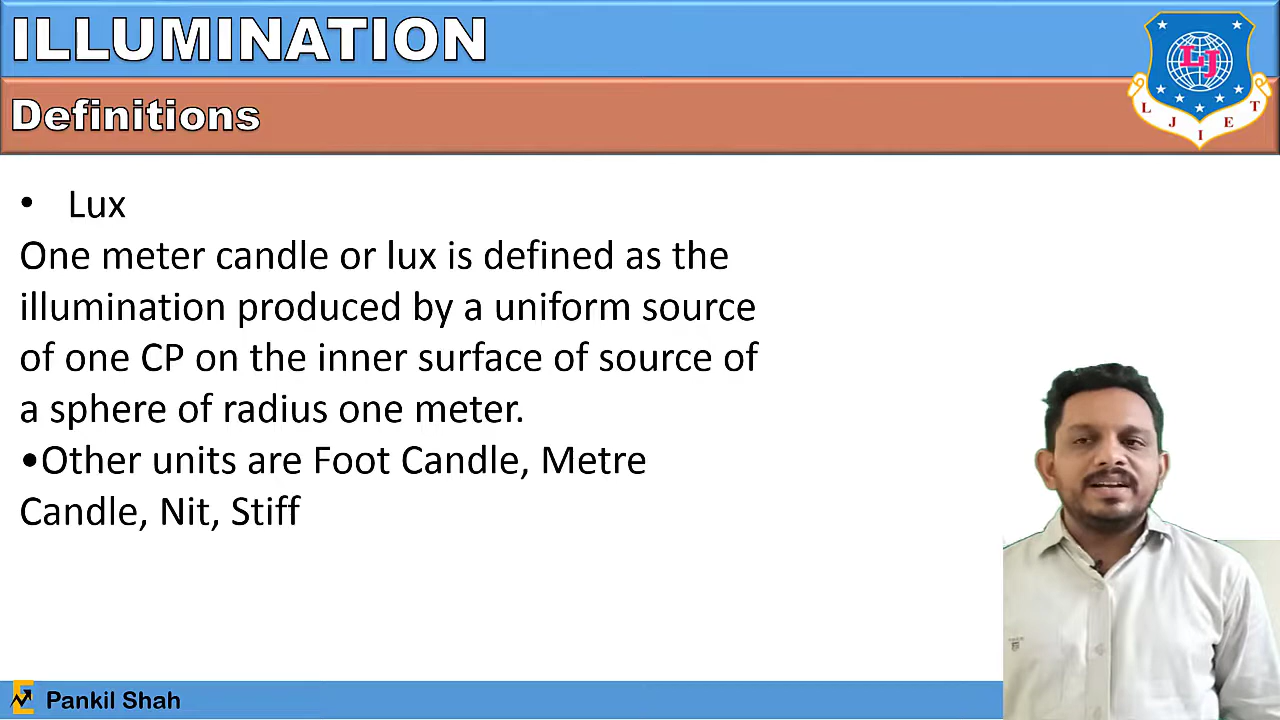 ILLUMINATION
Definitions
LJ
L J I E T
• Lux
One meter candle or lux is defined as the
illumination produced by a uniform source
of one CP on the inner surface of source of
a sphere of radius one meter.
•Other units are Foot Candle, Metre
Candle, Nit, Stiff
E Pankil Shah